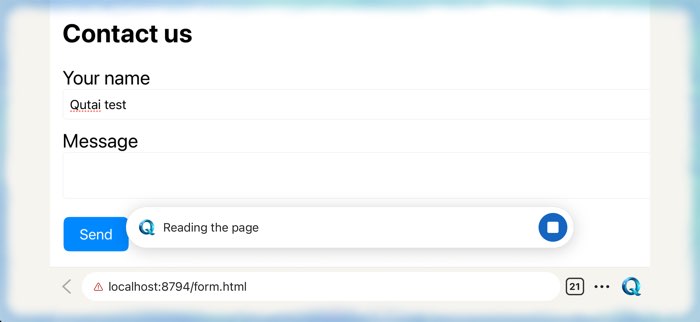 Contact us
Your name
Qutai test
Message
Send
Reading the page
localhost:8794/form.html
21